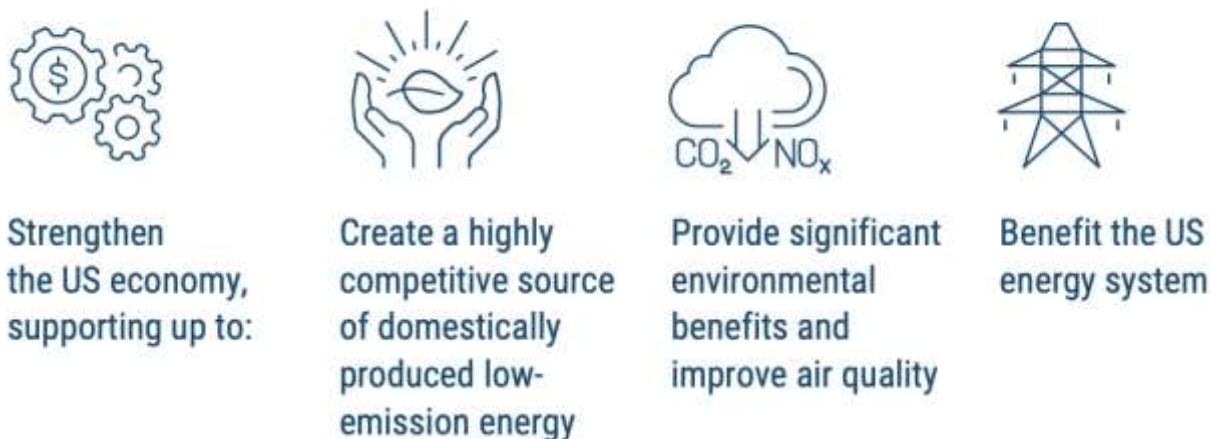 $
CO₂ NOₓ
Strengthen
the US economy,
supporting up to:
Create a highly
competitive source
of domestically
produced low-
emission energy
Provide significant
environmental
benefits and
improve air quality
Benefit the US
energy system